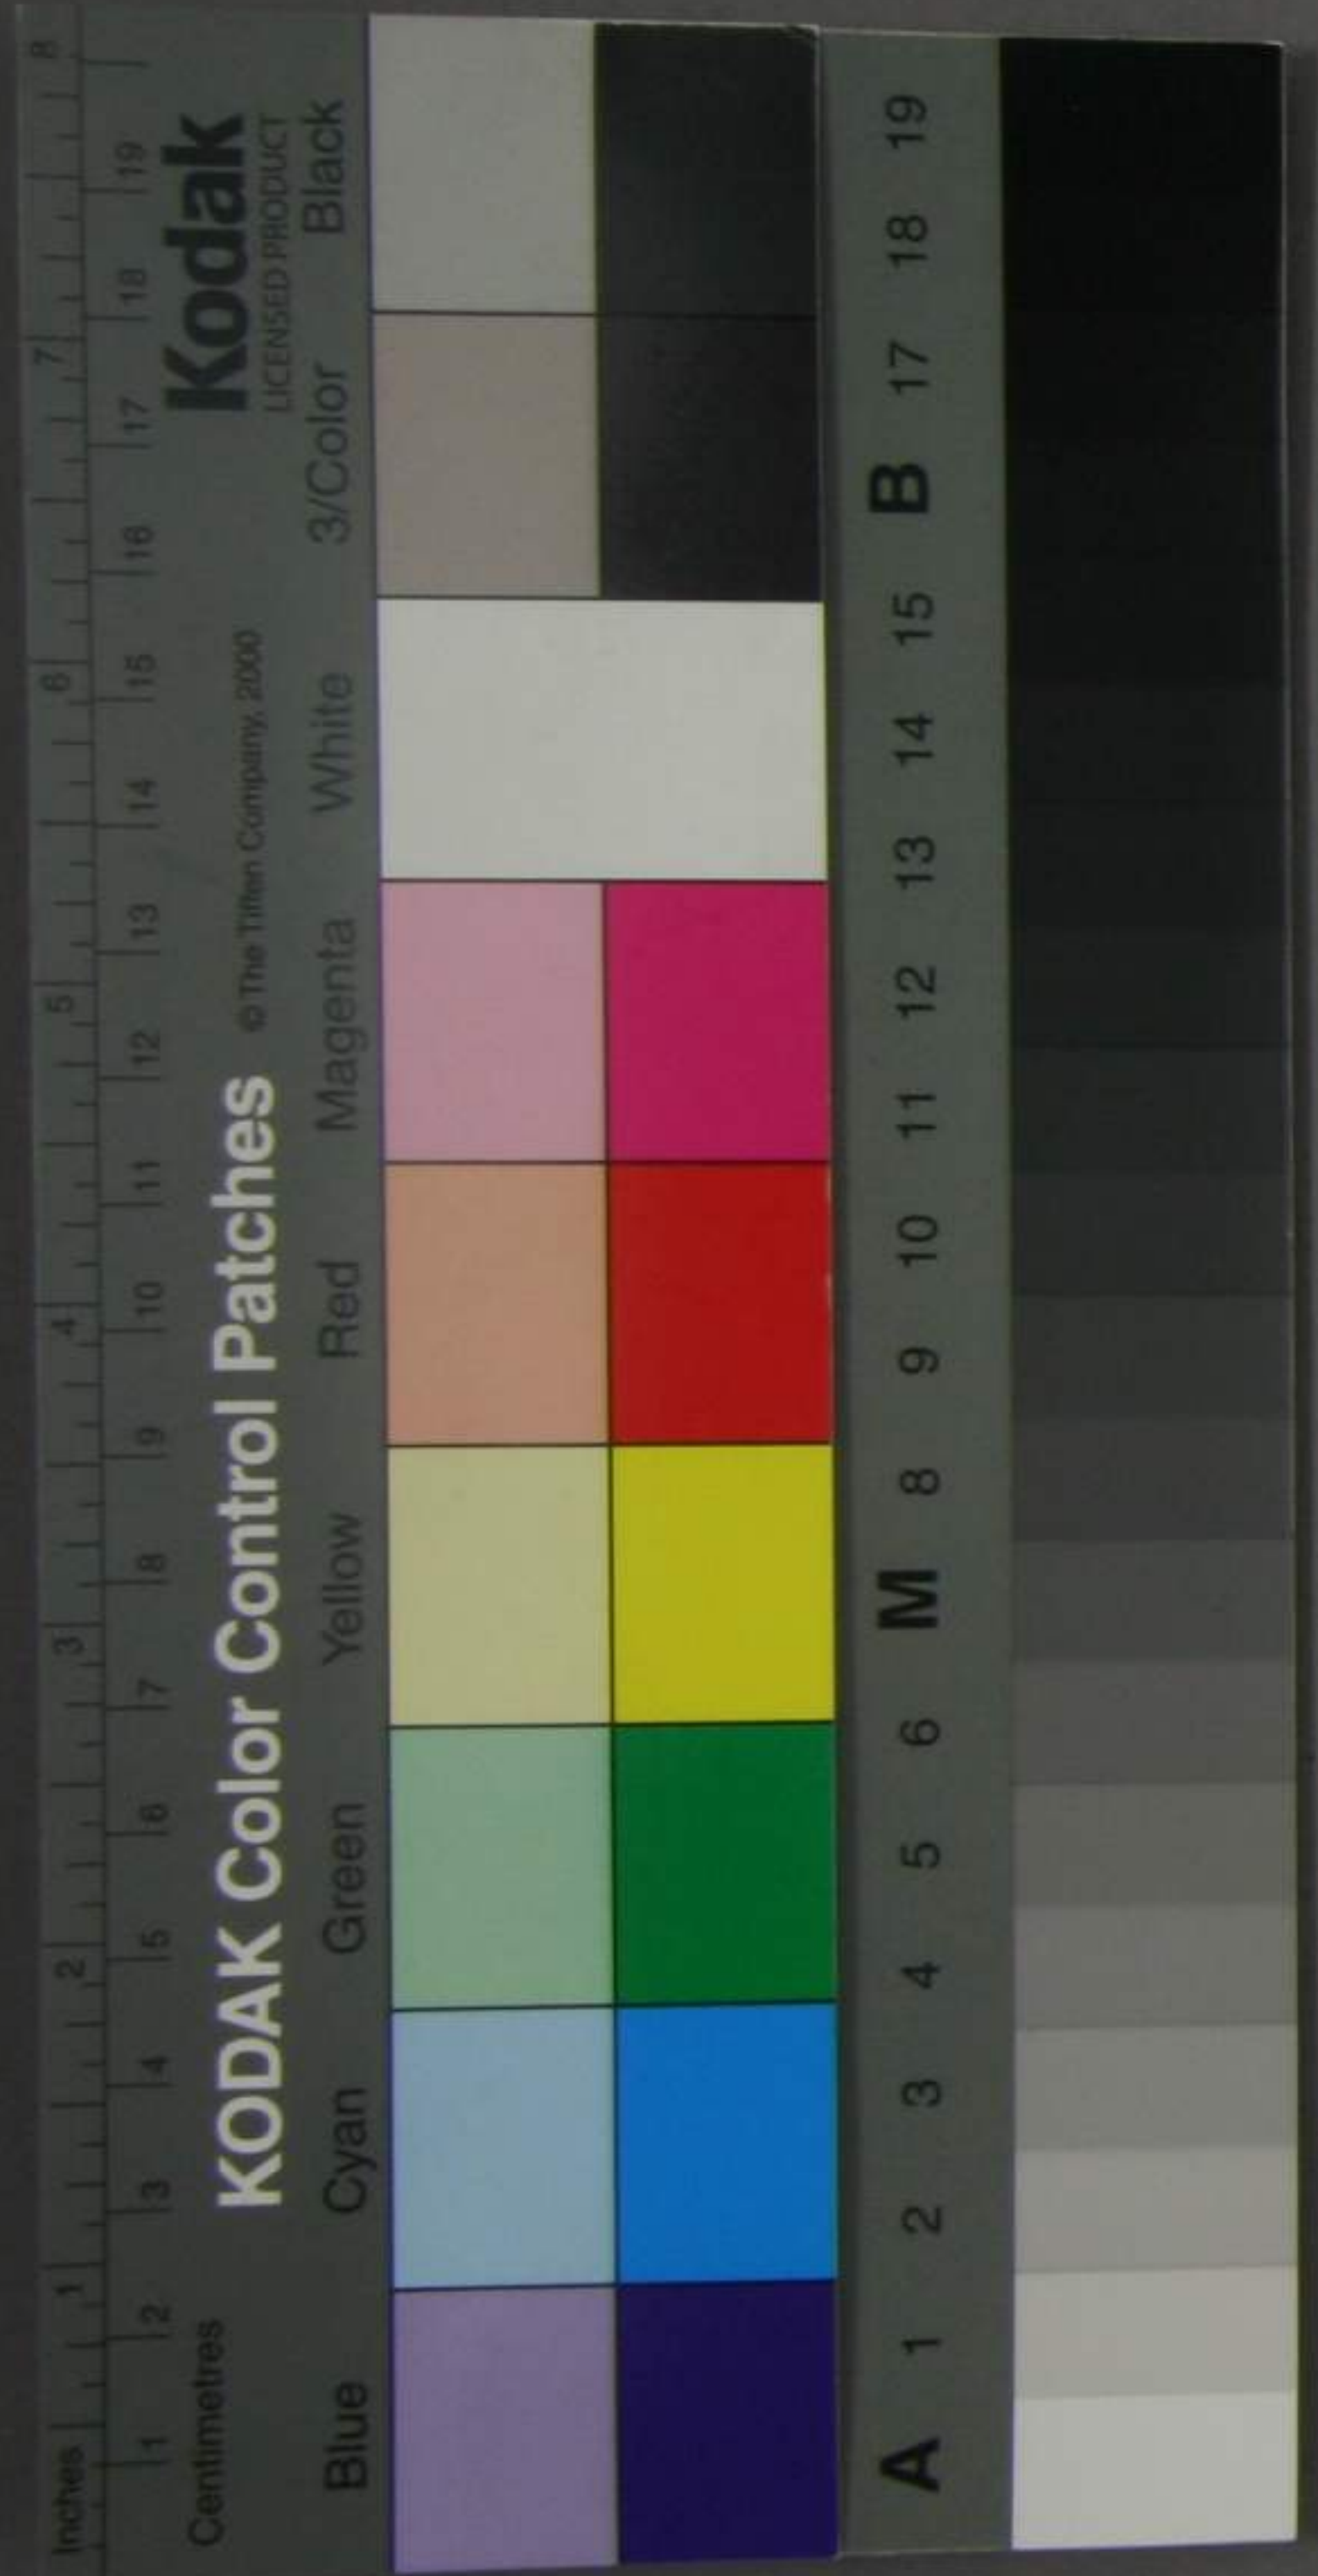 Inches 1 2 3 4 5 6 7 8
Centimetres 1 2 3 4 5 6 7 8 9 10 11 12 13 14 15 16 17 18 19
KODAK Color Control Patches © The Tiffen Company, 2000 Kodak
LICENSED PRODUCT
Blue Cyan Green Yellow Red Magenta White 3/Color Black
A 1 2 3 4 5 6 M 8 9 10 11 12 13 14 15 B 17 18 19